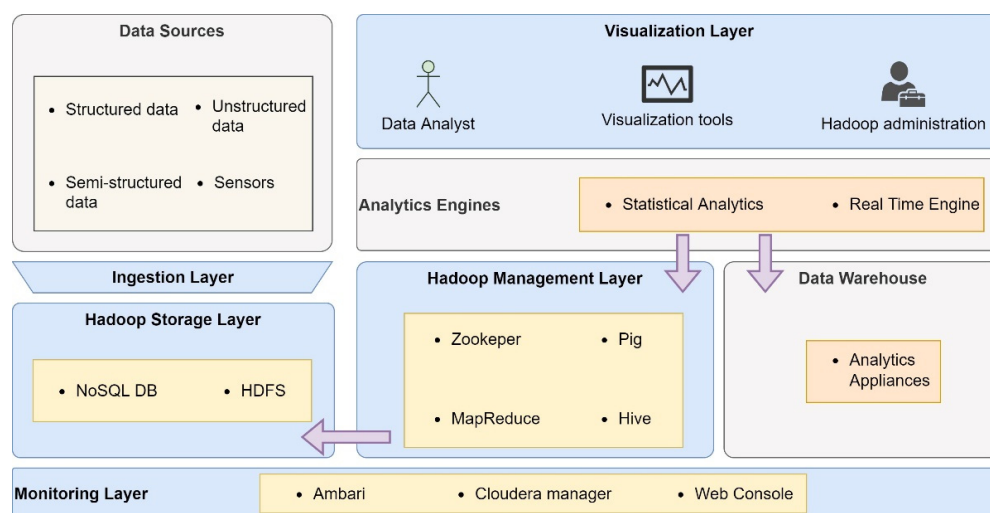 Data Sources
• Structured data
• Unstructured
data
• Semi-structured
data
• Sensors
Visualization Layer
Data Analyst
Visualization tools
Hadoop administration
Analytics Engines
• Statistical Analytics
• Real Time Engine
Ingestion Layer
Hadoop Storage Layer
• NoSQL DB
• HDFS
Hadoop Management Layer
• Zookeper
• Pig
• MapReduce
• Hive
Data Warehouse
• Analytics
Appliances
Monitoring Layer
• Ambari
• Cloudera manager
• Web Console